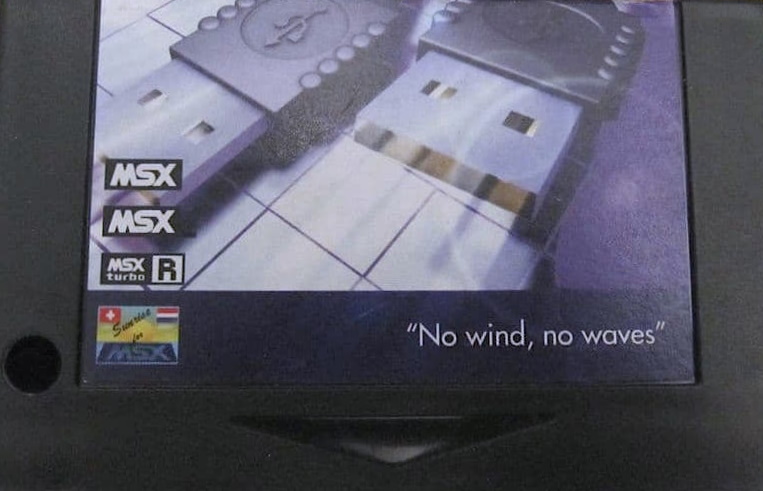 MSX
MSX
MSX
turbo R
Sunrise
for
MSX
“No wind, no waves”